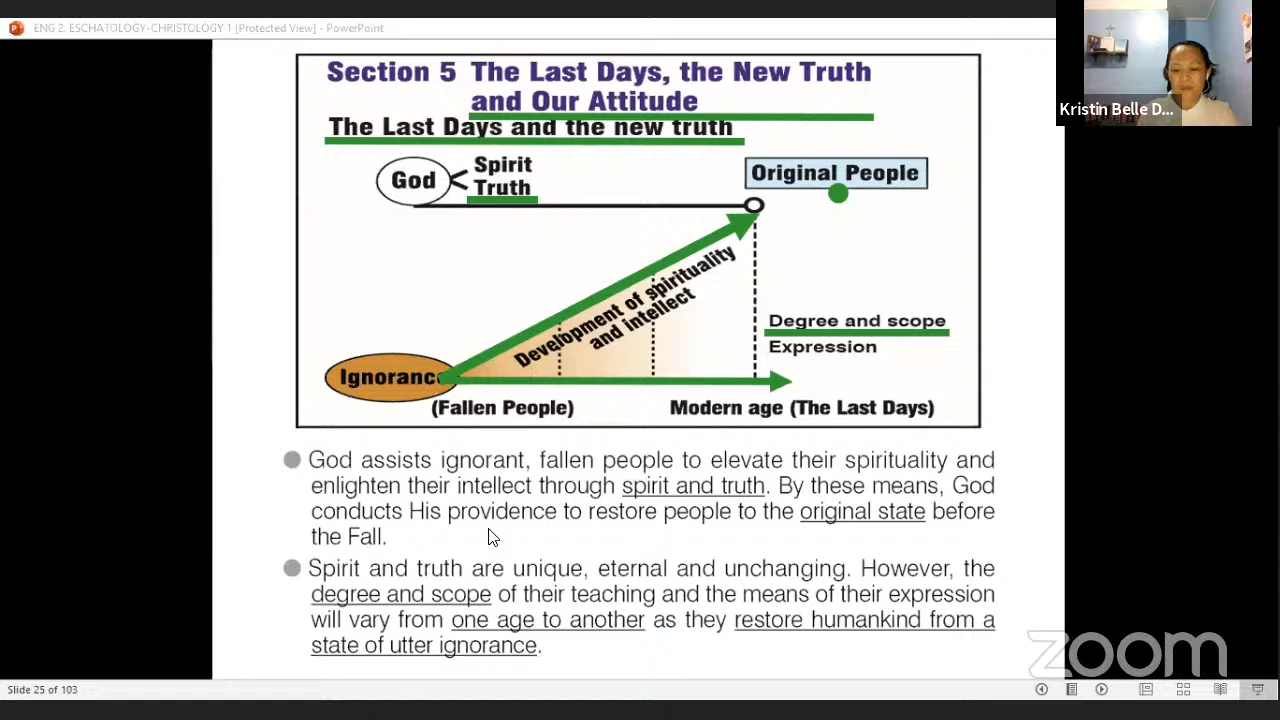 ENG 2. ESCHATOLOGY-CHRISTOLOGY 1 [Protected View] - PowerPoint
Kristin Belle D...
Section 5 The Last Days, the New Truth
and Our Attitude
The Last Days and the new truth
God
Spirit
Truth
Original People
Development of spirituality
and intellect
Degree and scope
Expression
Ignoranc
(Fallen People)
Modern age (The Last Days)
God assists ignorant, fallen people to elevate their spirituality and
enlighten their intellect through spirit and truth. By these means, God
conducts His providence to restore people to the original state before
the Fall.
Spirit and truth are unique, eternal and unchanging. However, the
degree and scope of their teaching and the means of their expression
will vary from one age to another as they restore humankind from a
state of utter ignorance.
zoom
Slide 25 of 103